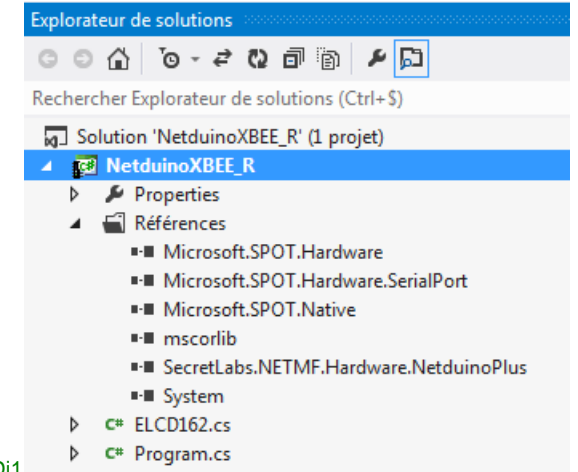 Explorateur de solutions
Rechercher Explorateur de solutions (Ctrl+$)
Solution 'NetduinoXBEE_R' (1 projet)
C# NetduinoXBEE_R
Properties
Références
Microsoft.SPOT.Hardware
Microsoft.SPOT.Hardware.SerialPort
Microsoft.SPOT.Native
mscorlib
SecretLabs.NETMF.Hardware.NetduinoPlus
System
C# ELCD162.cs
C# Program.cs